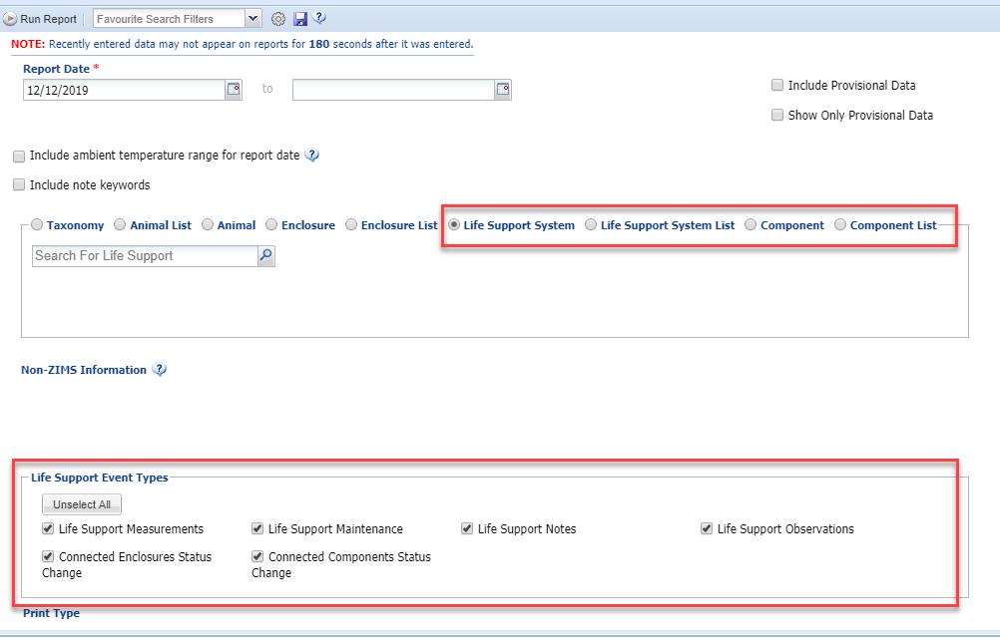 Run Report Favourite Search Filters
NOTE: Recently entered data may not appear on reports for 180 seconds after it was entered.
Report Date *
12/12/2019 to
Include Provisional Data
Show Only Provisional Data
Include ambient temperature range for report date
Include note keywords
Taxonomy Animal List Animal Enclosure Enclosure List Life Support System Life Support System List Component Component List
Search For Life Support
Non-ZIMS Information
Life Support Event Types
Unselect All
Life Support Measurements Life Support Maintenance Life Support Notes Life Support Observations
Connected Enclosures Status Change Connected Components Status Change
Print Type